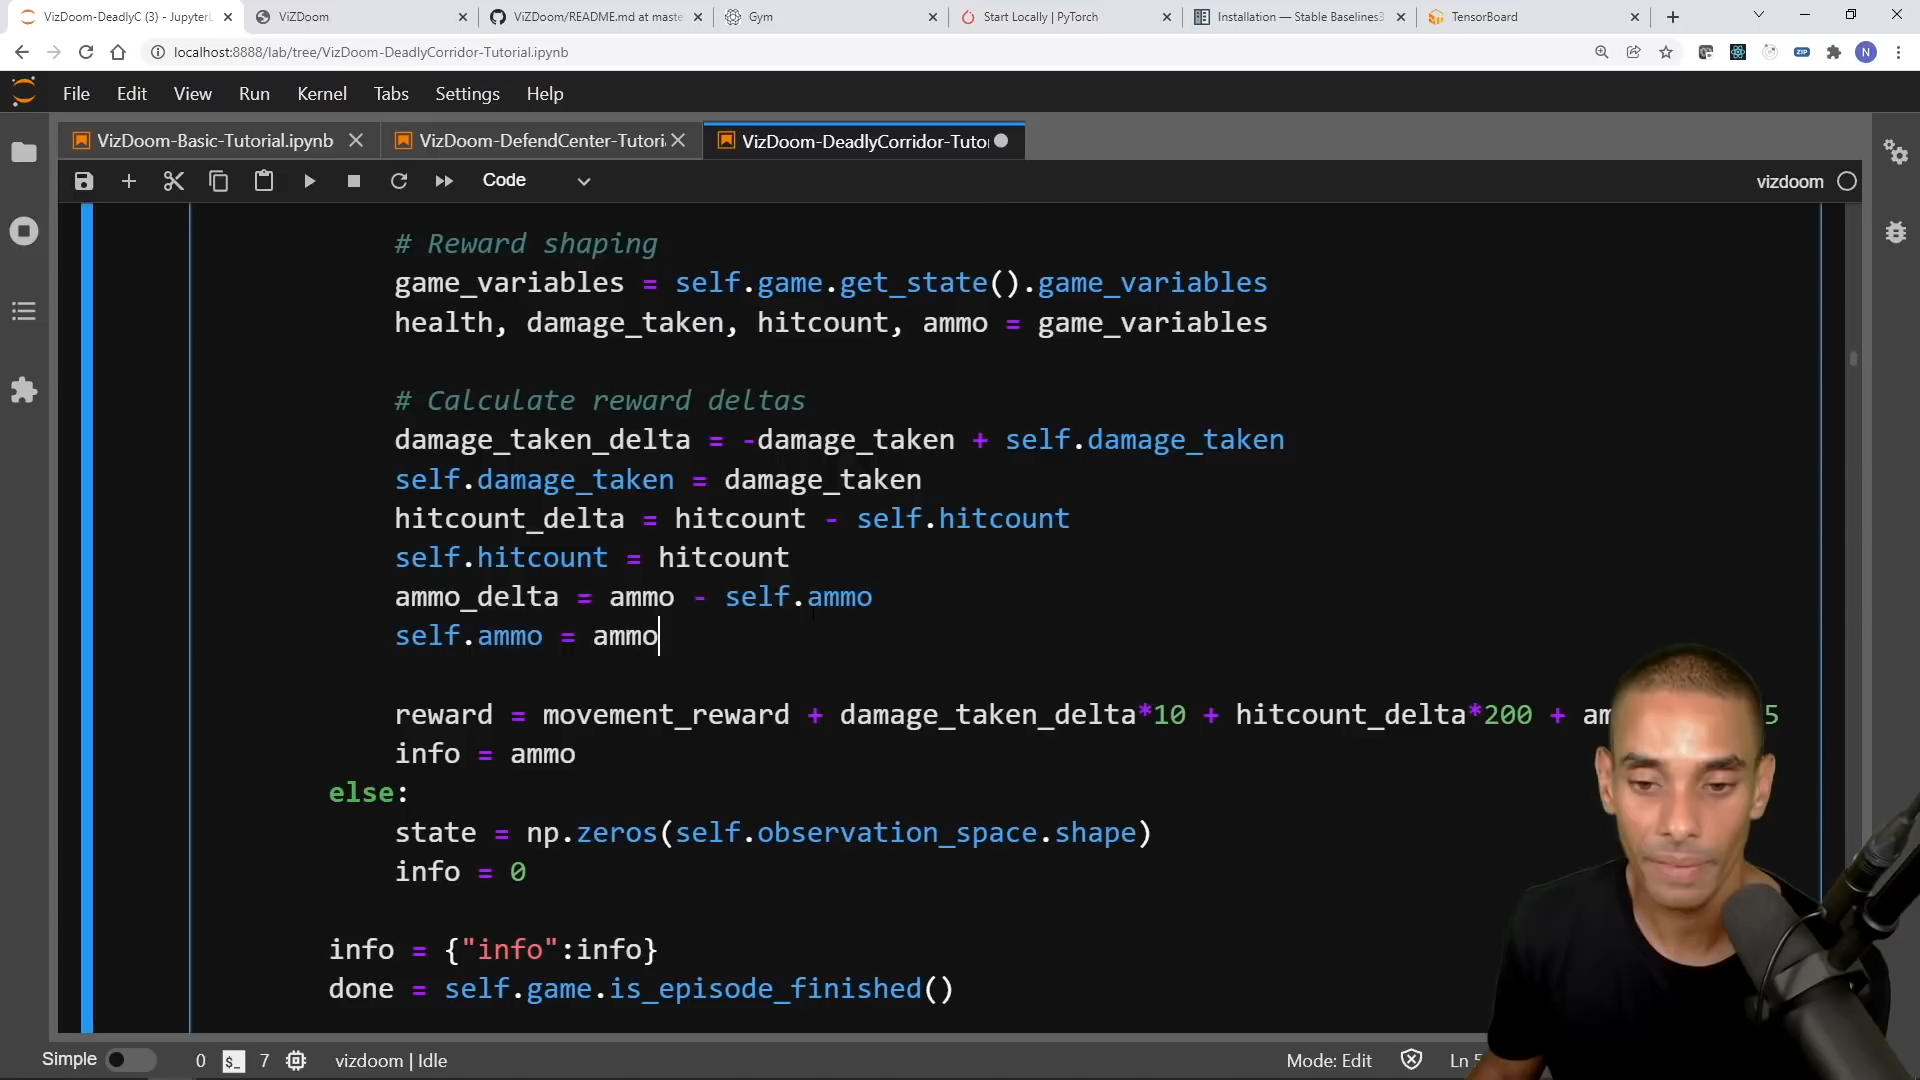 VizDoom-DeadlyC (3) - JupyterL
ViZDoom
ViZDoom/README.md at maste
Gym
Start Locally | PyTorch
Installation — Stable Baselines3
TensorBoard
localhost:8888/lab/tree/VizDoom-DeadlyCorridor-Tutorial.ipynb
ZIP
N
File Edit View Run Kernel Tabs Settings Help
VizDoom-Basic-Tutorial.ipynb
VizDoom-DefendCenter-Tutori
VizDoom-DeadlyCorridor-Tuto
Code
vizdoom
# Reward shaping
game_variables = self.game.get_state().game_variables
health, damage_taken, hitcount, ammo = game_variables
# Calculate reward deltas
damage_taken_delta = -damage_taken + self.damage_taken
self.damage_taken = damage_taken
hitcount_delta = hitcount - self.hitcount
self.hitcount = hitcount
ammo_delta = ammo - self.ammo
self.ammo = ammo
reward = movement_reward + damage_taken_delta*10 + hitcount_delta*200 + am 5
info = ammo
else:
state = np.zeros(self.observation_space.shape)
info = 0
info = {"info":info}
done = self.game.is_episode_finished()
Simple 0 $_ 7 vizdoom | Idle Mode: Edit Ln